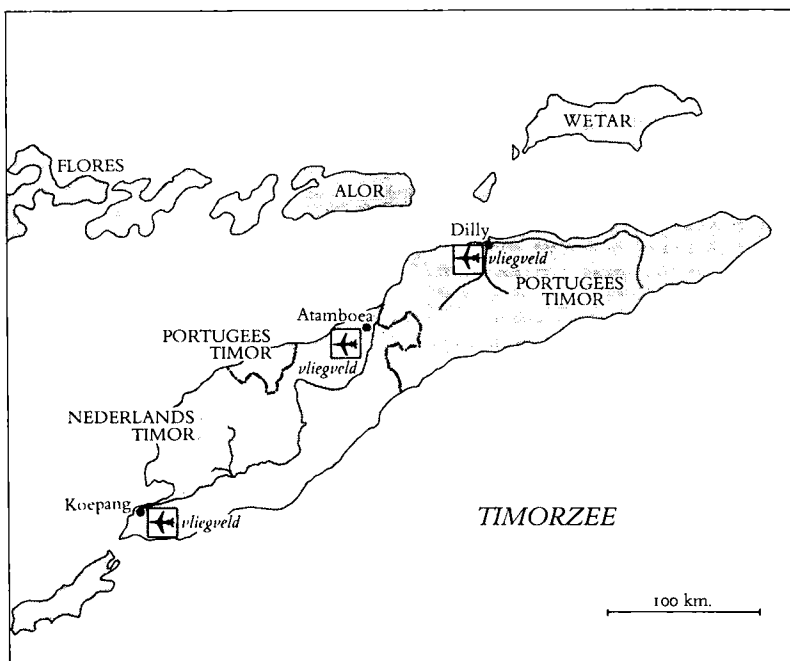 WETAR
FLORES
ALOR
Dilly
vliegveld
PORTUGEES
TIMOR
Atamboea
PORTUGEES
TIMOR
vliegveld
NEDERLANDS
TIMOR
Koepang
vliegveld
TIMORZEE
100 km.